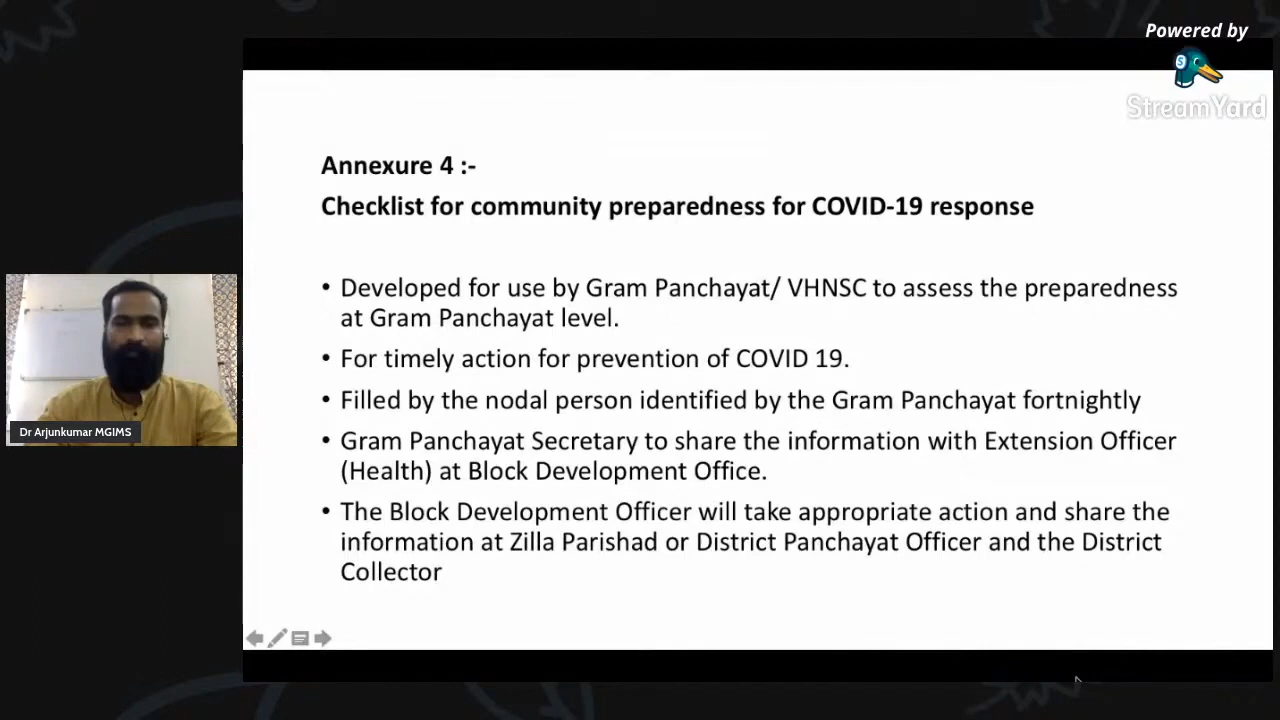 Powered by
StreamYard
Annexure 4 :-
Checklist for community preparedness for COVID-19 response
• Developed for use by Gram Panchayat/ VHNSC to assess the preparedness
at Gram Panchayat level.
• For timely action for prevention of COVID 19.
• Filled by the nodal person identified by the Gram Panchayat fortnightly
• Gram Panchayat Secretary to share the information with Extension Officer
(Health) at Block Development Office.
• The Block Development Officer will take appropriate action and share the
information at Zilla Parishad or District Panchayat Officer and the District
Collector
Dr Arjunkumar MGIMS